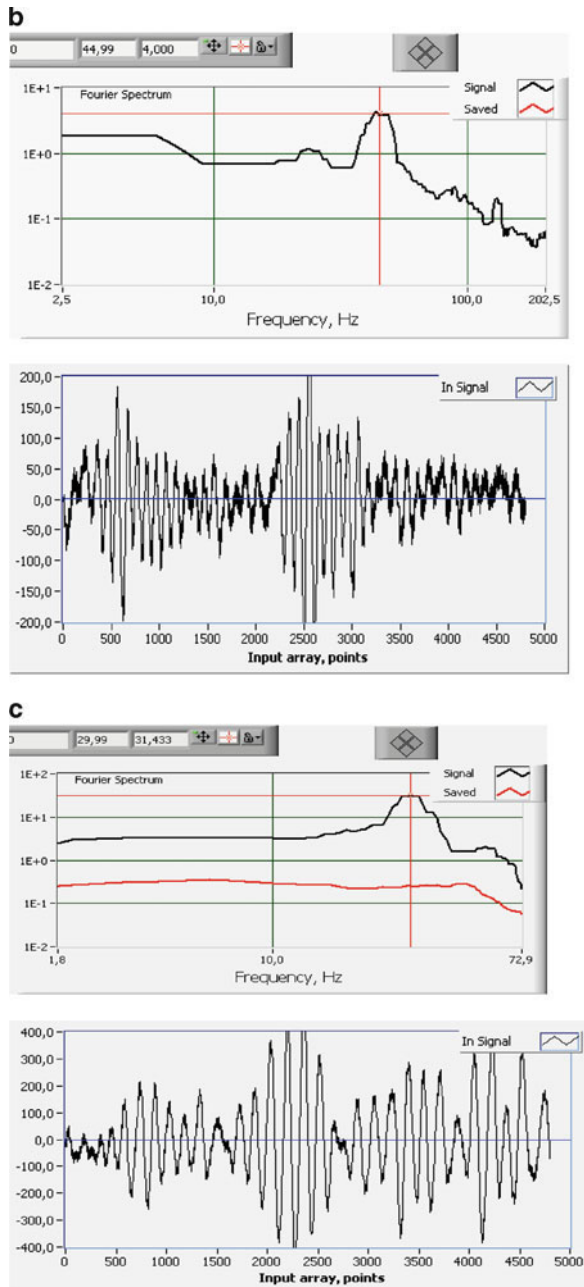 b
0 44,99 4,000
Fourier Spectrum
Signal
Saved
1E+1
1E+0
1E-1
1E-2
2,5 10,0 100,0 202,5
Frequency, Hz
In Signal
200,0
150,0
100,0
50,0
0,0
-50,0
-100,0
-150,0
-200,0
0 500 1000 1500 2000 2500 3000 3500 4000 4500 5000
Input array, points
c
0 29,99 31,433
Fourier Spectrum
Signal
Saved
1E+2
1E+1
1E+0
1E-1
1E-2
1,8 10,0 72,9
Frequency, Hz
In Signal
400,0
300,0
200,0
100,0
0,0
-100,0
-200,0
-300,0
-400,0
0 500 1000 1500 2000 2500 3000 3500 4000 4500 5000
Input array, points